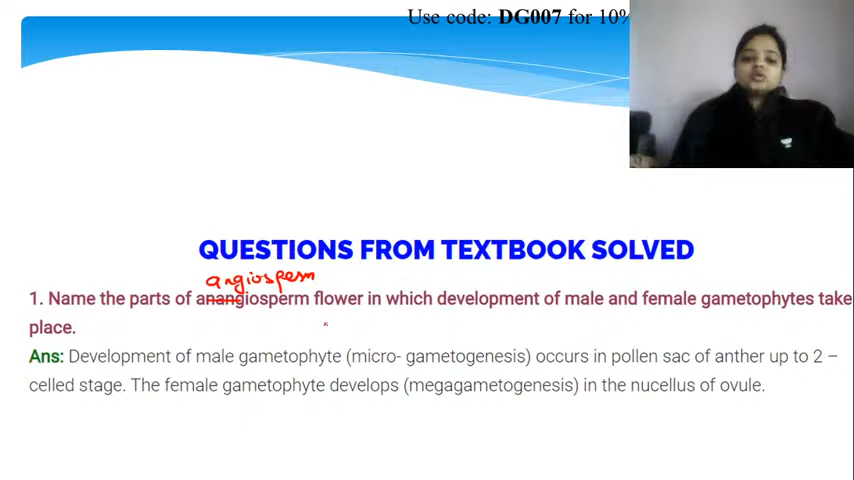 Use code: DG007 for 10%
QUESTIONS FROM TEXTBOOK SOLVED
angiosperm
1. Name the parts of anangiosperm flower in which development of male and female gametophytes take
place.
Ans: Development of male gametophyte (micro- gametogenesis) occurs in pollen sac of anther up to 2 –
celled stage. The female gametophyte develops (megagametogenesis) in the nucellus of ovule.